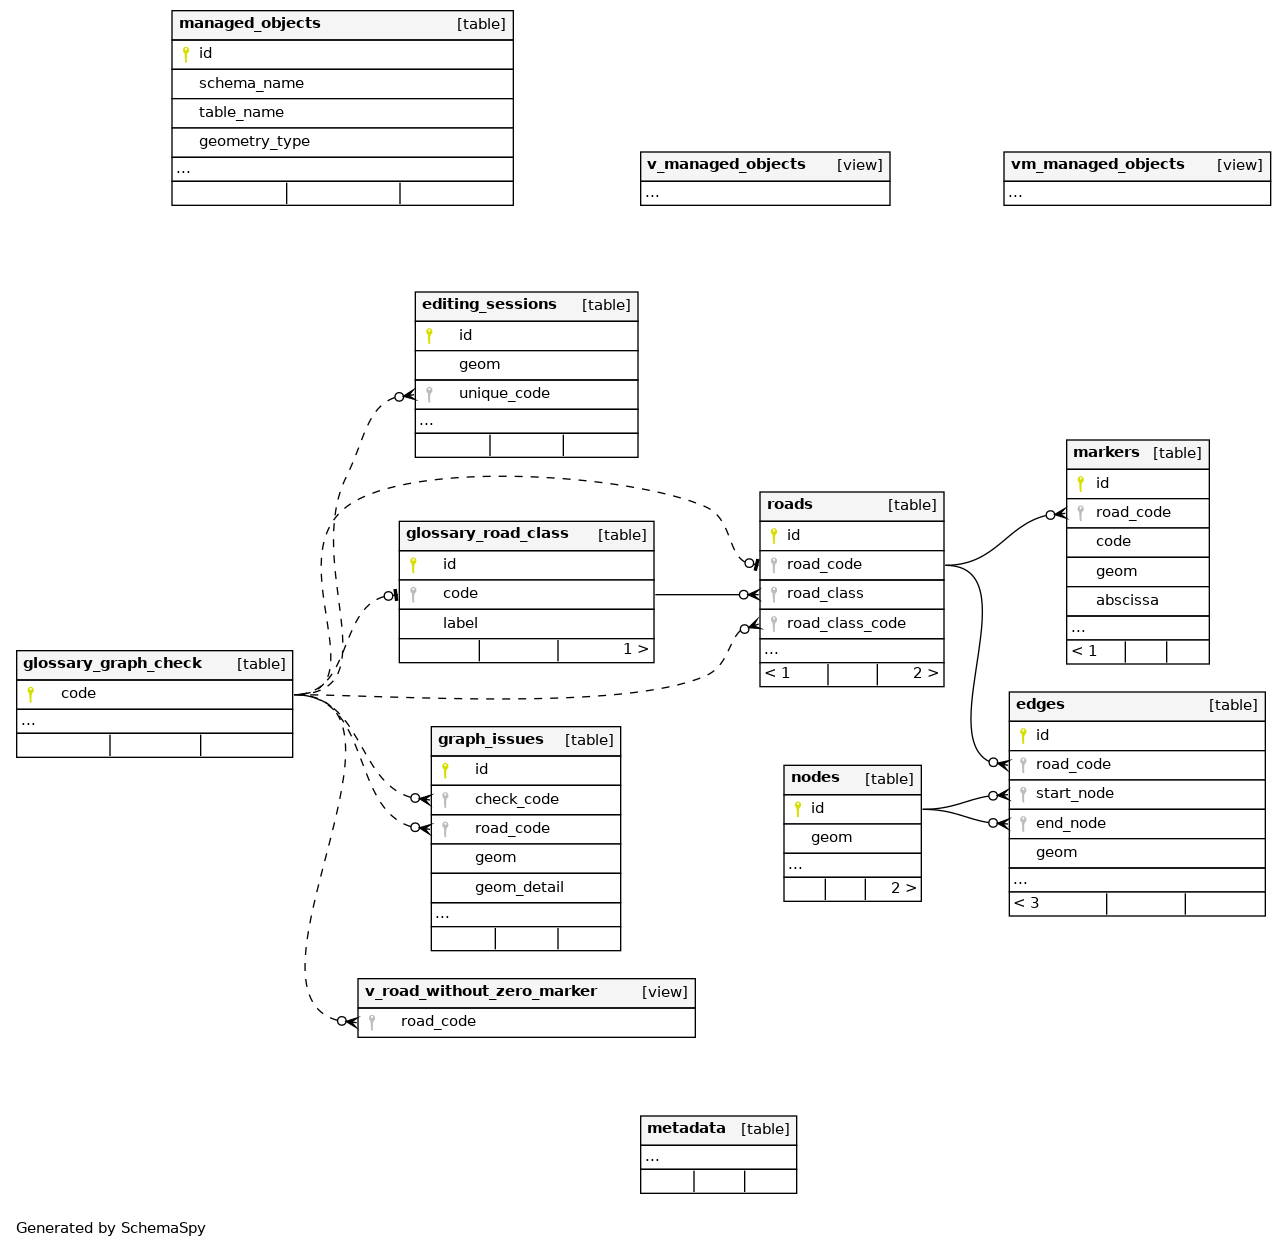 managed_objects [table]
id
schema_name
table_name
geometry_type
...
v_managed_objects [view]
...
vm_managed_objects [view]
...
editing_sessions [table]
id
geom
unique_code
...
glossary_road_class [table]
id
code
label
1 >
roads [table]
id
road_code
road_class
road_class_code
...
< 1 2 >
markers [table]
id
road_code
code
geom
abscissa
...
< 1
glossary_graph_check [table]
code
...
graph_issues [table]
id
check_code
road_code
geom
geom_detail
...
nodes [table]
id
geom
...
2 >
edges [table]
id
road_code
start_node
end_node
geom
...
< 3
v_road_without_zero_marker [view]
road_code
metadata [table]
...
Generated by SchemaSpy